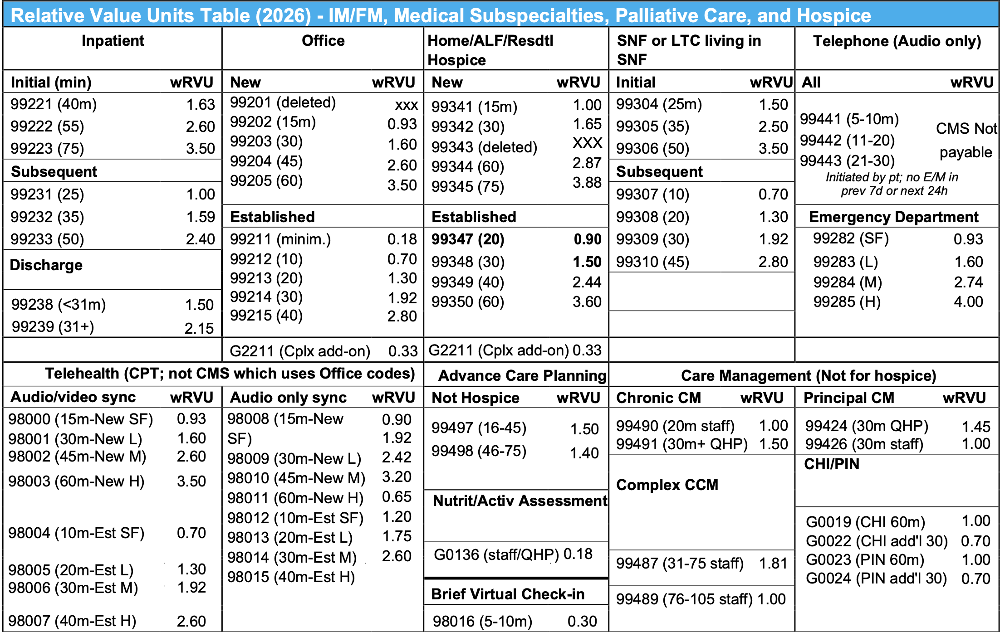 Relative Value Units Table (2026) - IM/FM, Medical Subspecialties, Palliative Care, and Hospice
Inpatient
Initial (min) wRVU
99221 (40m) 1.63
99222 (55) 2.60
99223 (75) 3.50
Subsequent
99231 (25) 1.00
99232 (35) 1.59
99233 (50) 2.40
Discharge
99238 (<31m) 1.50
99239 (31+) 2.15
Office
New wRVU
99201 (deleted) xxx
99202 (15m) 0.93
99203 (30) 1.60
99204 (45) 2.60
99205 (60) 3.50
Established
99211 (minim.) 0.18
99212 (10) 0.70
99213 (20) 1.30
99214 (30) 1.92
99215 (40) 2.80
G2211 (Cplx add-on) 0.33
Home/ALF/Resdtl
Hospice
New wRVU
99341 (15m) 1.00
99342 (30) 1.65
99343 (deleted) XXX
99344 (60) 2.87
99345 (75) 3.88
Established
99347 (20) 0.90
99348 (30) 1.50
99349 (40) 2.44
99350 (60) 3.60
G2211 (Cplx add-on) 0.33
SNF or LTC living in
SNF
Initial wRVU
99304 (25m) 1.50
99305 (35) 2.50
99306 (50) 3.50
Subsequent
99307 (10) 0.70
99308 (20) 1.30
99309 (30) 1.92
99310 (45) 2.80
Telephone (Audio only)
All wRVU
99441 (5-10m)
99442 (11-20)
99443 (21-30)
CMS Not
payable
Initiated by pt; no E/M in
prev 7d or next 24h
Emergency Department
99282 (SF) 0.93
99283 (L) 1.60
99284 (M) 2.74
99285 (H) 4.00
Telehealth (CPT; not CMS which uses Office codes)
Audio/video sync wRVU
98000 (15m-New SF) 0.93
98001 (30m-New L) 1.60
98002 (45m-New M) 2.60
98003 (60m-New H) 3.50
98004 (10m-Est SF) 0.70
98005 (20m-Est L) 1.30
98006 (30m-Est M) 1.92
98007 (40m-Est H) 2.60
Audio only sync wRVU
98008 (15m-New 0.90
SF) 1.92
98009 (30m-New L) 2.42
98010 (45m-New M) 3.20
98011 (60m-New H) 0.65
98012 (10m-Est SF) 1.20
98013 (20m-Est L) 1.75
98014 (30m-Est M) 2.60
98015 (40m-Est H)
Advance Care Planning
Not Hospice wRVU
99497 (16-45) 1.50
99498 (46-75) 1.40
Nutrit/Activ Assessment
G0136 (staff/QHP) 0.18
Brief Virtual Check-in
98016 (5-10m) 0.30
Care Management (Not for hospice)
Chronic CM wRVU
99490 (20m staff) 1.00
99491 (30m+ QHP) 1.50
Complex CCM
99487 (31-75 staff) 1.81
99489 (76-105 staff) 1.00
Principal CM wRVU
99424 (30m QHP) 1.45
99426 (30m staff) 1.00
CHI/PIN
G0019 (CHI 60m) 1.00
G0022 (CHI add'l 30) 0.70
G0023 (PIN 60m) 1.00
G0024 (PIN add'l 30) 0.70